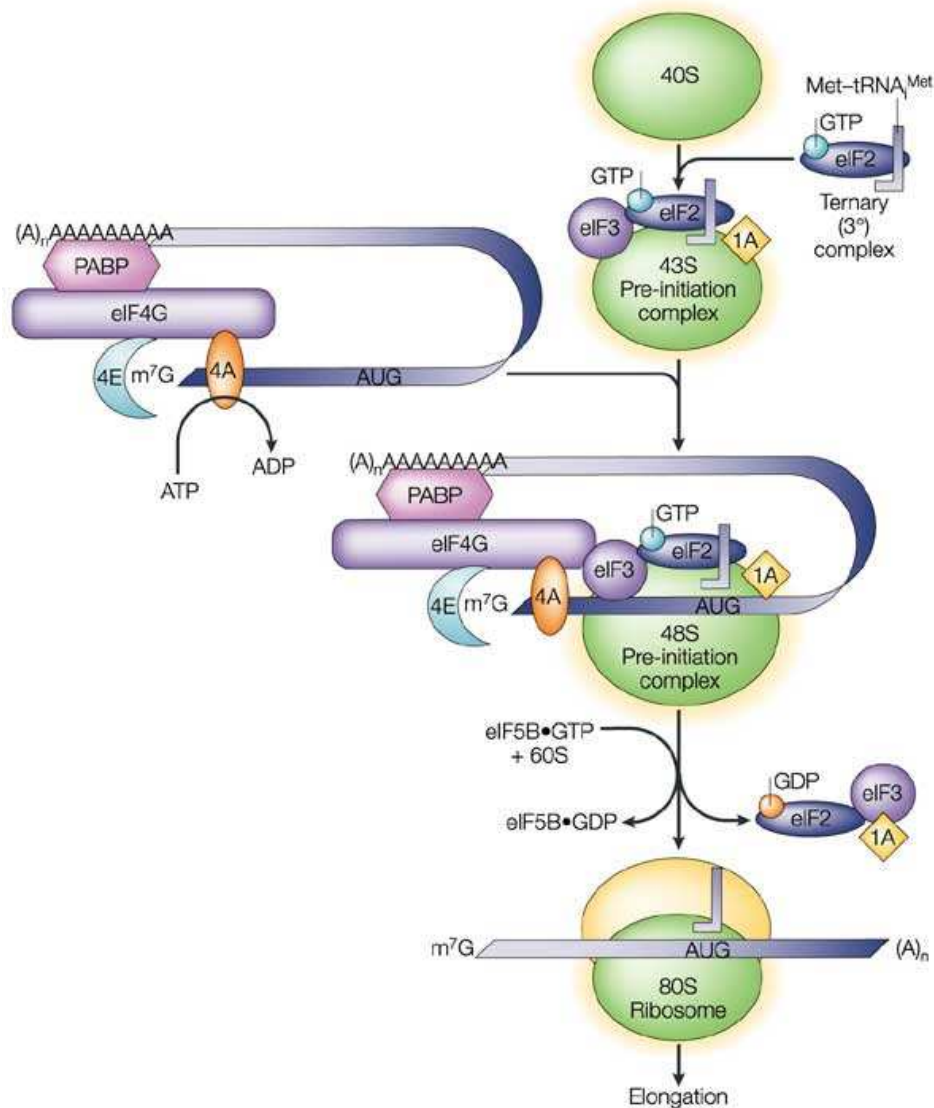 40S
Met–tRNAᵢᴹᵉᵗ
GTP
eIF2
Ternary
(3°)
complex
GTP
eIF2
eIF3
1A
43S
Pre-initiation
complex
(A)ₙAAAAAAAAA
PABP
eIF4G
4E
m⁷G
4A
AUG
ATP
ADP
(A)ₙAAAAAAAAA
PABP
eIF4G
GTP
eIF2
eIF3
1A
4E
m⁷G
4A
AUG
48S
Pre-initiation
complex
eIF5B•GTP
+ 60S
eIF5B•GDP
GDP
eIF2
eIF3
1A
m⁷G
AUG
(A)ₙ
80S
Ribosome
Elongation